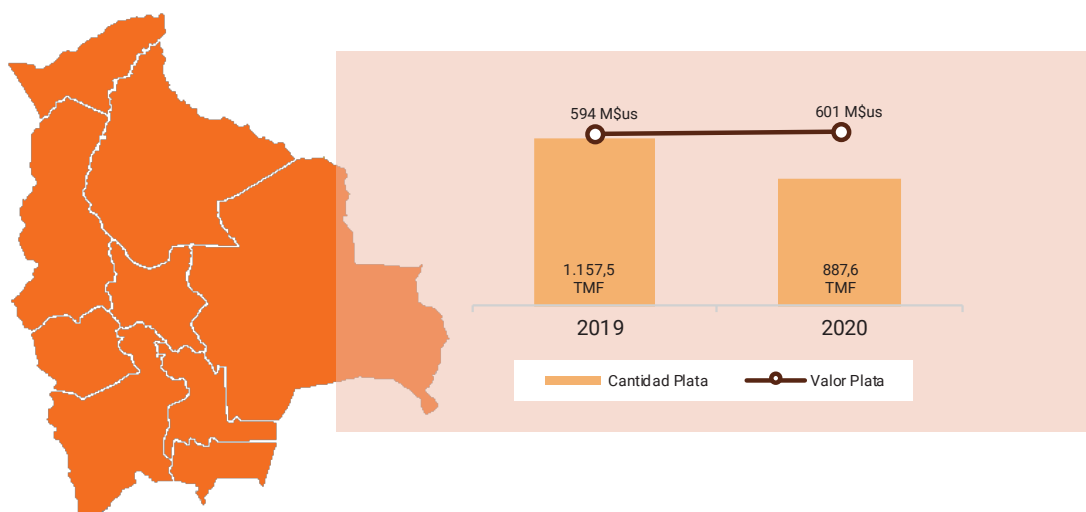 594 M$us
601 M$us
1.157,5
TMF
887,6
TMF
2019
2020
Cantidad Plata
Valor Plata